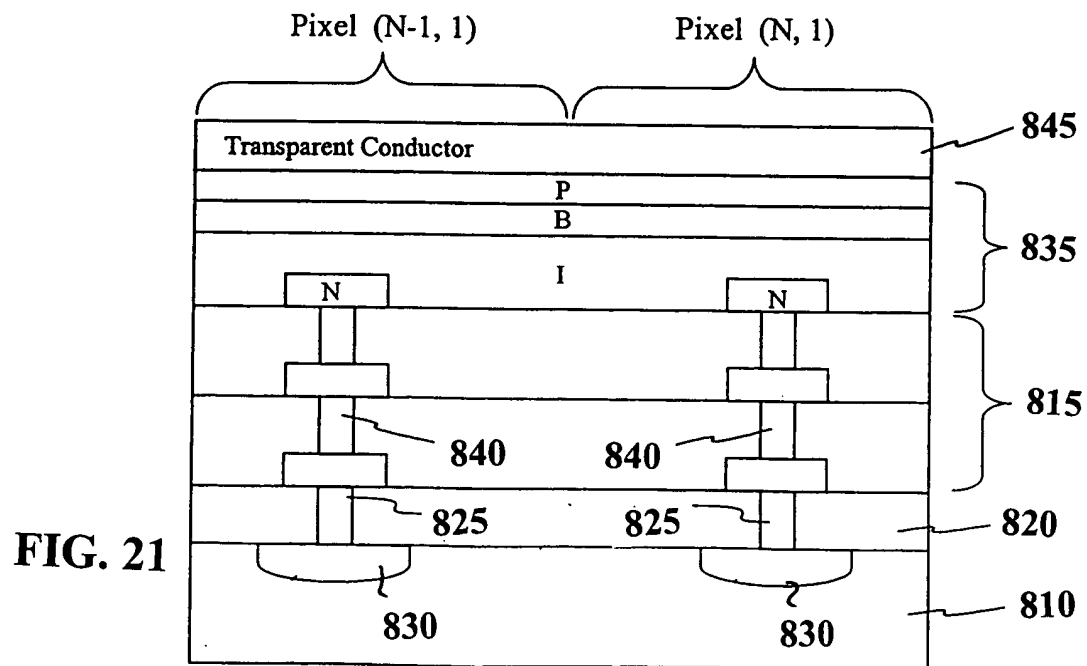 Pixel (N-1, 1) Pixel (N, 1)
Transparent Conductor
845
P
B
835
I
N N
815
840 840
825 825
820
FIG. 21
830 830
810